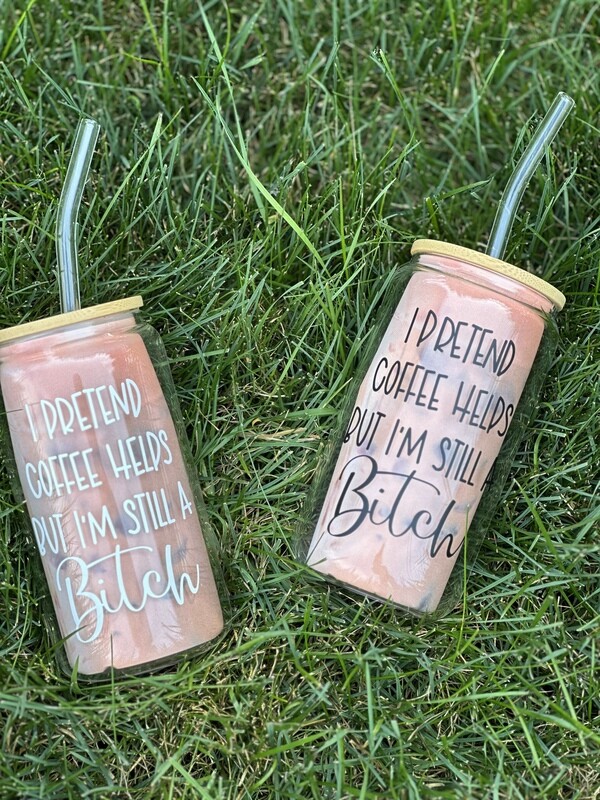 I PRETEND
COFFEE HELPS
BUT I'M STILL A
Bitch
I PRETEND
COFFEE HELPS
BUT I'M STILL A
Bitch